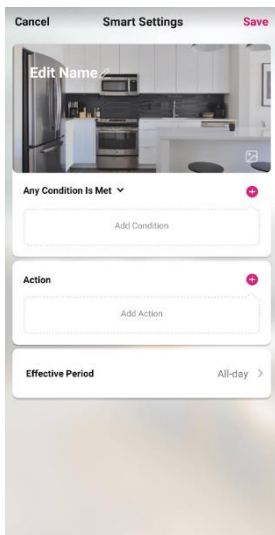 Cancel Smart Settings Save
Edit Name
Any Condition Is Met
Add Condition
Action
Add Action
Effective Period All-day